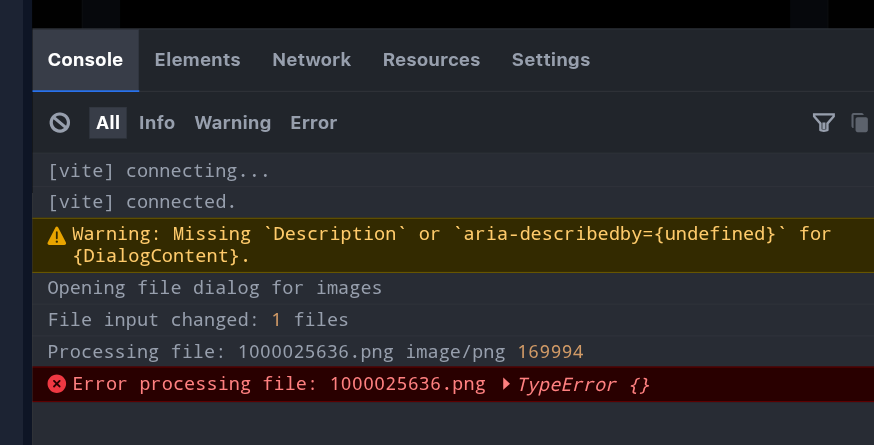 Console Elements Network Resources Settings
All Info Warning Error
[vite] connecting...
[vite] connected.
Warning: Missing `Description` or `aria-describedby={undefined}` for
{DialogContent}.
Opening file dialog for images
File input changed: 1 files
Processing file: 1000025636.png image/png 169994
Error processing file: 1000025636.png TypeError {}